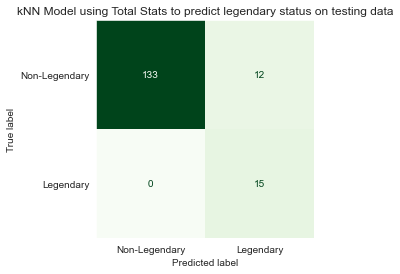 kNN Model using Total Stats to predict legendary status on testing data
Non-Legendary
133
12
True label
Legendary
0
15
Non-Legendary
Legendary
Predicted label